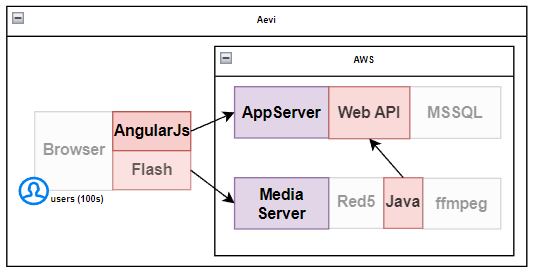 Aevi
AWS
AppServer Web API MSSQL
Browser AngularJs
Flash
users (100s)
Media
Server
Red5 Java ffmpeg